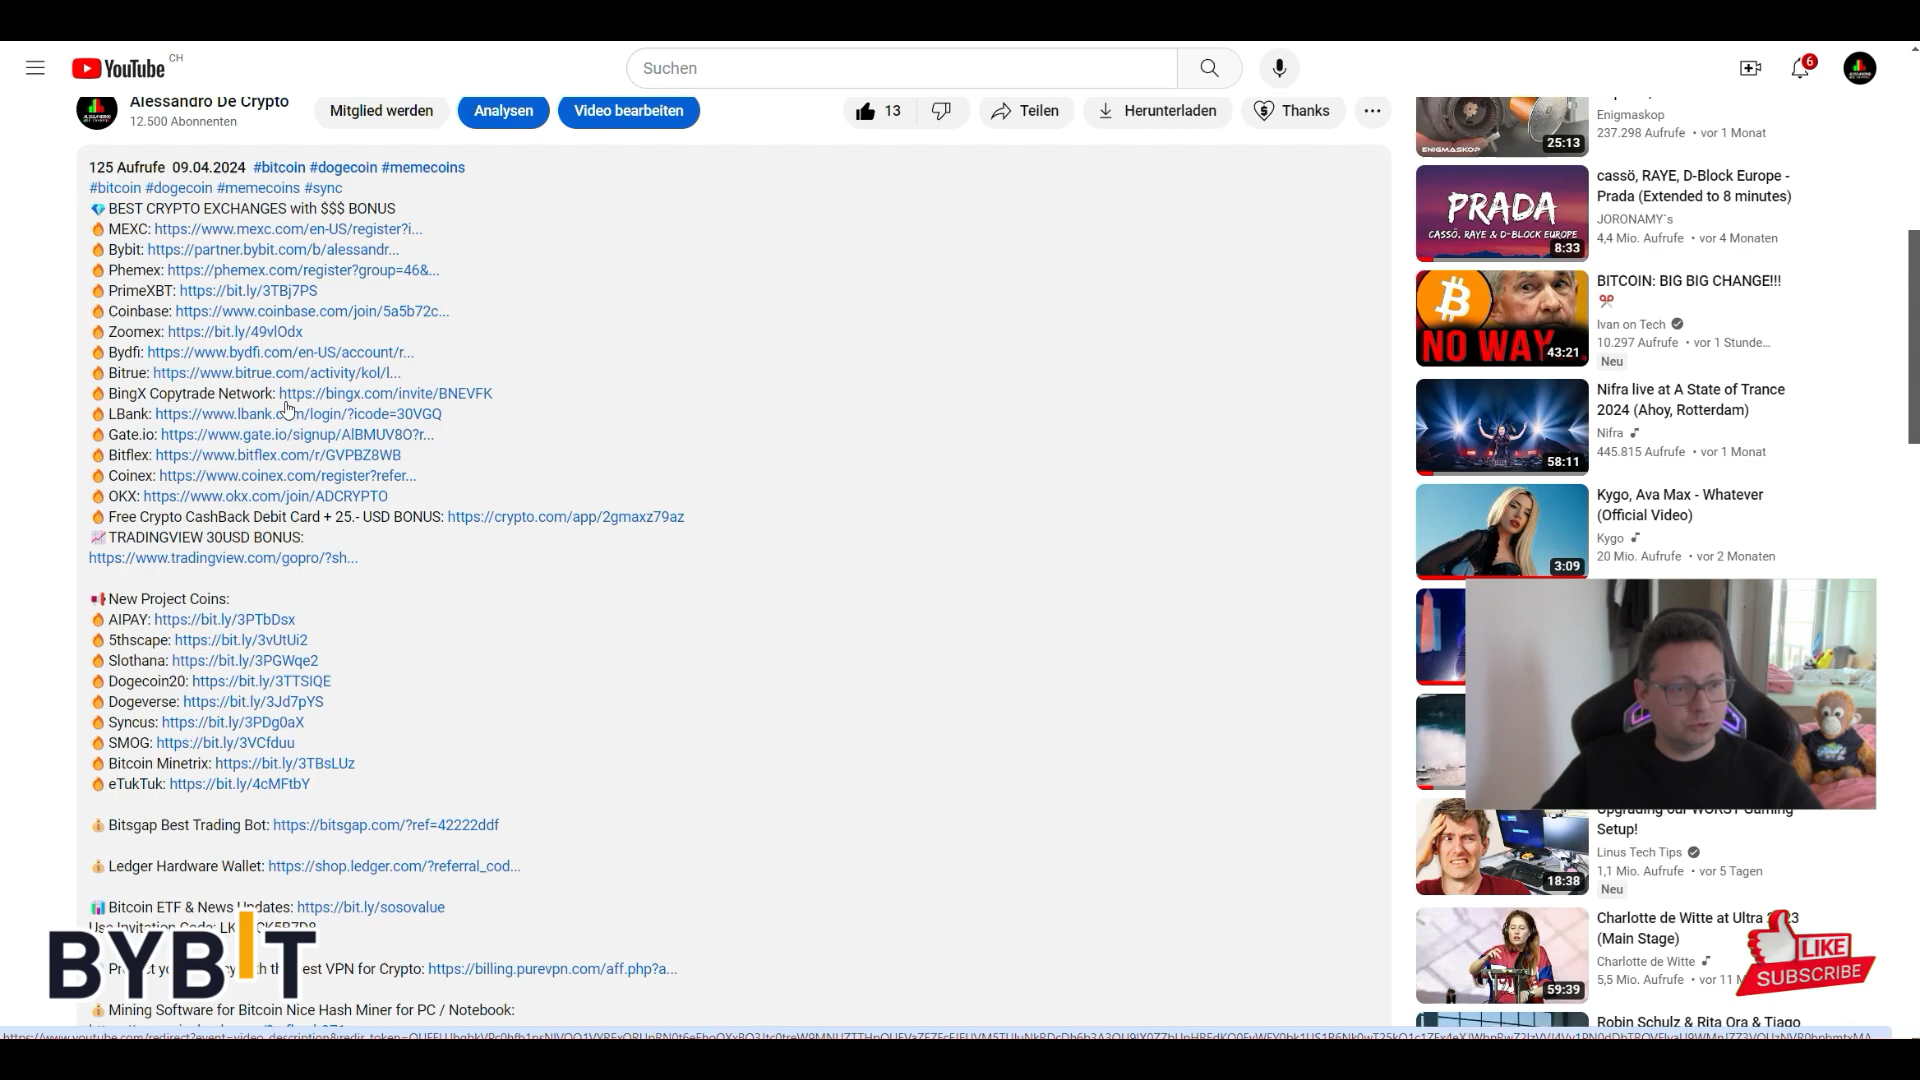 YouTube CH
Suchen
6
Alessandro De Crypto
12.500 Abonnenten
Mitglied werden
Analysen
Video bearbeiten
13
Teilen
Herunterladen
Thanks
125 Aufrufe 09.04.2024 #bitcoin #dogecoin #memecoins
#bitcoin #dogecoin #memecoins #sync
BEST CRYPTO EXCHANGES with $$$ BONUS
MEXC: https://www.mexc.com/en-US/register?i...
Bybit: https://partner.bybit.com/b/alessandr...
Phemex: https://phemex.com/register?group=46&...
PrimeXBT: https://bit.ly/3TBj7PS
Coinbase: https://www.coinbase.com/join/5a5b72c...
Zoomex: https://bit.ly/49vlOdx
Bydfi: https://www.bydfi.com/en-US/account/r...
Bitrue: https://www.bitrue.com/activity/kol/l...
BingX Copytrade Network: https://bingx.com/invite/BNEVFK
LBank: https://www.lbank.com/login/?icode=30VGQ
Gate.io: https://www.gate.io/signup/AlBMUV8O?r...
Bitflex: https://www.bitflex.com/r/GVPBZ8WB
Coinex: https://www.coinex.com/register?refer...
OKX: https://www.okx.com/join/ADCRYPTO
Free Crypto CashBack Debit Card + 25.- USD BONUS: https://crypto.com/app/2gmaxz79az
TRADINGVIEW 30USD BONUS:
https://www.tradingview.com/gopro/?sh...
New Project Coins:
AIPAY: https://bit.ly/3PTbDsx
5thscape: https://bit.ly/3vUtUi2
Slothana: https://bit.ly/3PGWqe2
Dogecoin20: https://bit.ly/3TTSIQE
Dogeverse: https://bit.ly/3Jd7pYS
Syncus: https://bit.ly/3PDg0aX
SMOG: https://bit.ly/3VCfduu
Bitcoin Minetrix: https://bit.ly/3TBsLUz
eTukTuk: https://bit.ly/4cMFtbY
Bitsgap Best Trading Bot: https://bitsgap.com/?ref=42222ddf
Ledger Hardware Wallet: https://shop.ledger.com/?referral_cod...
Bitcoin ETF & News Updates: https://bit.ly/sosovalue
Use Invitation Code:
VPN for Crypto: https://billing.purevpn.com/aff.php?a...
Mining Software for Bitcoin Nice Hash Miner for PC / Notebook:
BYBIT
ENIGMASKOP
25:13
Enigmaskop
237.298 Aufrufe • vor 1 Monat
PRADA
CASSÖ, RAYE & D-BLOCK EUROPE
8:33
cassö, RAYE, D-Block Europe -
Prada (Extended to 8 minutes)
JORONAMY`s
4,4 Mio. Aufrufe • vor 4 Monaten
NO WAY
43:21
BITCOIN: BIG BIG CHANGE!!!
Ivan on Tech
10.297 Aufrufe • vor 1 Stunde...
Neu
58:11
Nifra live at A State of Trance
2024 (Ahoy, Rotterdam)
Nifra
445.815 Aufrufe • vor 1 Monat
3:09
Kygo, Ava Max - Whatever
(Official Video)
Kygo
20 Mio. Aufrufe • vor 2 Monaten
18:38
Upgrading our WORST Gaming
Setup!
Linus Tech Tips
1,1 Mio. Aufrufe • vor 5 Tagen
Neu
59:39
Charlotte de Witte at Ultra
(Main Stage)
Charlotte de Witte
5,5 Mio. Aufrufe • vor 11
LIKE
SUBSCRIBE
Robin Schulz & Rita Ora & Tiago